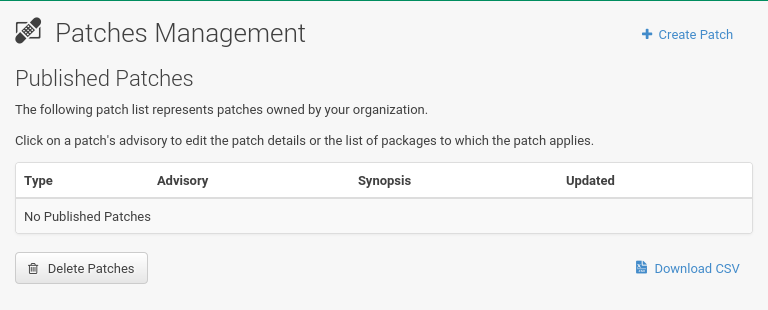 Patches Management
Create Patch
Published Patches
The following patch list represents patches owned by your organization.
Click on a patch's advisory to edit the patch details or the list of packages to which the patch applies.
Type Advisory Synopsis Updated
No Published Patches
Delete Patches
Download CSV